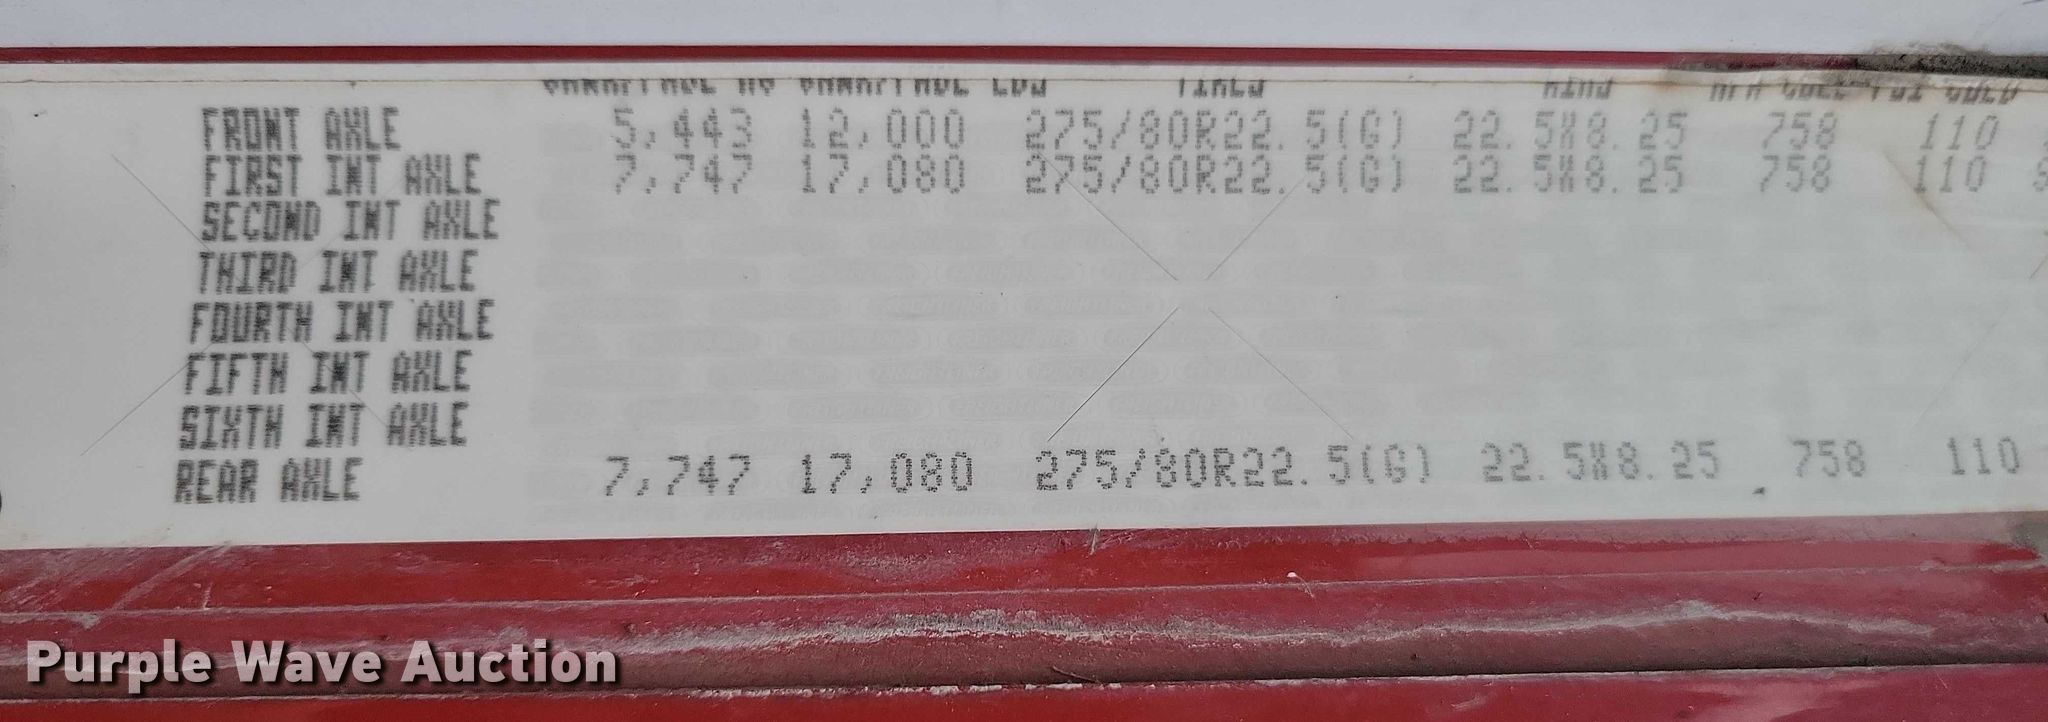 FRONT AXLE 5,443 12,000 275/80R22.5(G) 22.5X8.25 758 110
FIRST INT AXLE 7,747 17,080 275/80R22.5(G) 22.5X8.25 758 110
SECOND INT AXLE
THIRD INT AXLE
FOURTH INT AXLE
FIFTH INT AXLE
SIXTH INT AXLE
REAR AXLE 7,747 17,080 275/80R22.5(G) 22.5X8.25 758 110
Purple Wave Auction